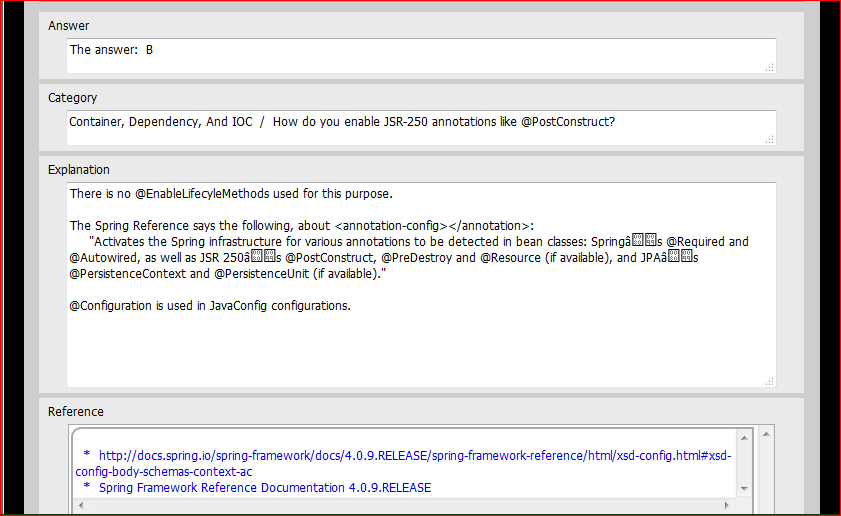 Answer
The answer:  B
Category
Container, Dependency, And IOC  /  How do you enable JSR-250 annotations like @PostConstruct?
Explanation
There is no @EnableLifecyleMethods used for this purpose.
The Spring Reference says the following, about <annotation-config></annotation>:
"Activates the Spring infrastructure for various annotations to be detected in bean classes: Springâs @Required and
@Autowired, as well as JSR 250âs @PostConstruct, @PreDestroy and @Resource (if available), and JPAâs
@PersistenceContext and @PersistenceUnit (if available)."
@Configuration is used in JavaConfig configurations.
Reference
*  http://docs.spring.io/spring-framework/docs/4.0.9.RELEASE/spring-framework-reference/html/xsd-config.html#xsd-
config-body-schemas-context-ac
*  Spring Framework Reference Documentation 4.0.9.RELEASE